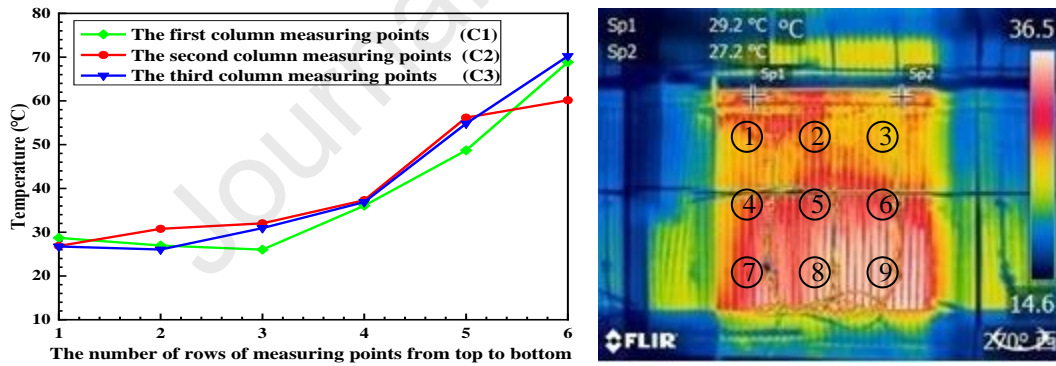 80
70
60
50
40
30
20
10
Temperature (°C)
The first column measuring points (C1)
The second column measuring points (C2)
The third column measuring points (C3)
1 2 3 4 5 6
The number of rows of measuring points from top to bottom
Journal
Sp1 29.2 °C °C 36.5
Sp2 27.2 °C
Sp1 Sp2
1 2 3
4 5 6
7 8 9
14.6
FLIR 270°